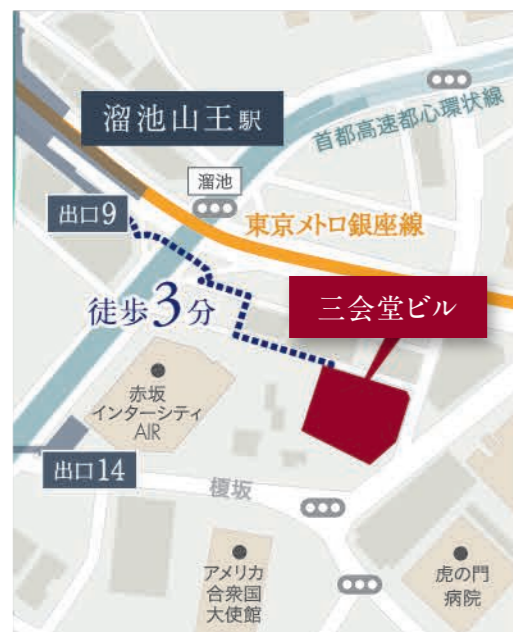 溜池山王駅
首都高速都心環状線
溜池
出口9
東京メトロ銀座線
徒歩3分
三会堂ビル
赤坂
インターシティ
AIR
出口14
榎坂
アメリカ
合衆国
大使館
虎の門
病院